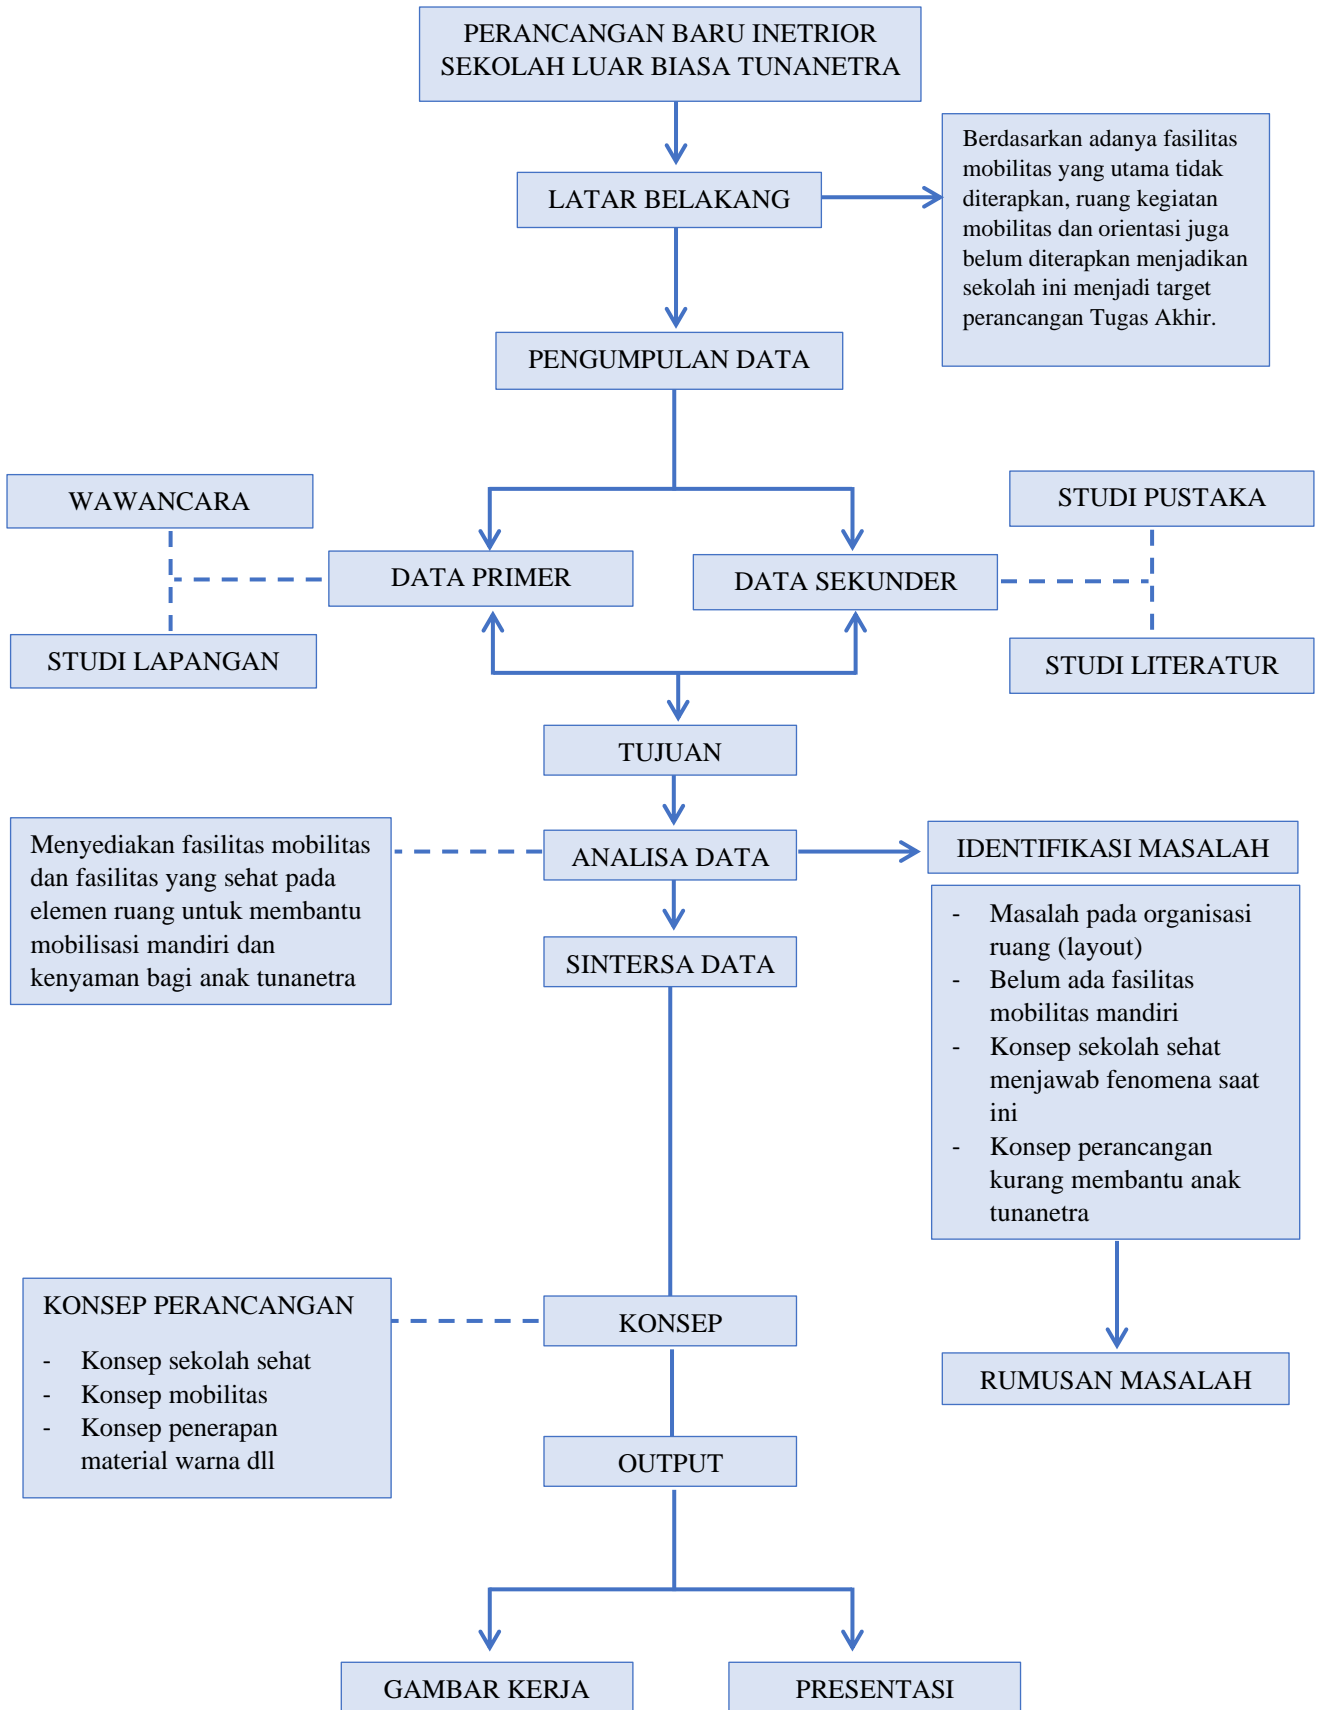 PERANCANGAN BARU INETRIOR
SEKOLAH LUAR BIASA TUNANETRA
LATAR BELAKANG
Berdasarkan adanya fasilitas
mobilitas yang utama tidak
diterapkan, ruang kegiatan
mobilitas dan orientasi juga
belum diterapkan menjadikan
sekolah ini menjadi target
perancangan Tugas Akhir.
PENGUMPULAN DATA
WAWANCARA
STUDI PUSTAKA
DATA PRIMER
DATA SEKUNDER
STUDI LAPANGAN
STUDI LITERATUR
TUJUAN
Menyediakan fasilitas mobilitas
dan fasilitas yang sehat pada
elemen ruang untuk membantu
mobilisasi mandiri dan
kenyaman bagi anak tunanetra
ANALISA DATA
IDENTIFIKASI MASALAH
- Masalah pada organisasi
ruang (layout)
- Belum ada fasilitas
mobilitas mandiri
- Konsep sekolah sehat
menjawab fenomena saat
ini
- Konsep perancangan
kurang membantu anak
tunanetra
SINTERSA DATA
KONSEP PERANCANGAN
- Konsep sekolah sehat
- Konsep mobilitas
- Konsep penerapan
material warna dll
KONSEP
RUMUSAN MASALAH
OUTPUT
GAMBAR KERJA
PRESENTASI